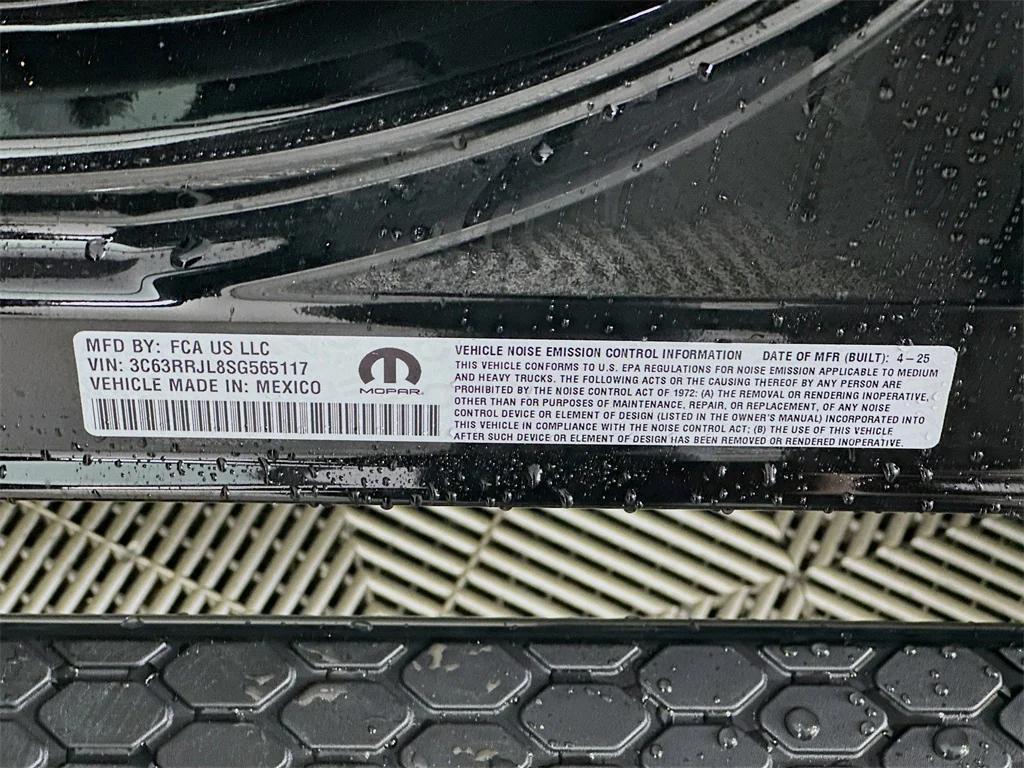 MFD BY: FCA US LLC
VIN: 3C63RRJL8SG565117
VEHICLE MADE IN: MEXICO
MOPAR
VEHICLE NOISE EMISSION CONTROL INFORMATION DATE OF MFR (BUILT): 4-25
THIS VEHICLE CONFORMS TO U.S. EPA REGULATIONS FOR NOISE EMISSION APPLICABLE TO MEDIUM
AND HEAVY TRUCKS. THE FOLLOWING ACTS OR THE CAUSING THEREOF BY ANY PERSON ARE
PROHIBITED BY THE NOISE CONTROL ACT OF 1972: (A) THE REMOVAL OR RENDERING INOPERATIVE,
OTHER THAN FOR PURPOSES OF MAINTENANCE, REPAIR, OR REPLACEMENT, OF ANY NOISE
CONTROL DEVICE OR ELEMENT OF DESIGN (LISTED IN THE OWNER'S MANUAL) INCORPORATED INTO
THIS VEHICLE IN COMPLIANCE WITH THE NOISE CONTROL ACT; (B) THE USE OF THIS VEHICLE
AFTER SUCH DEVICE OR ELEMENT OF DESIGN HAS BEEN REMOVED OR RENDERED INOPERATIVE.